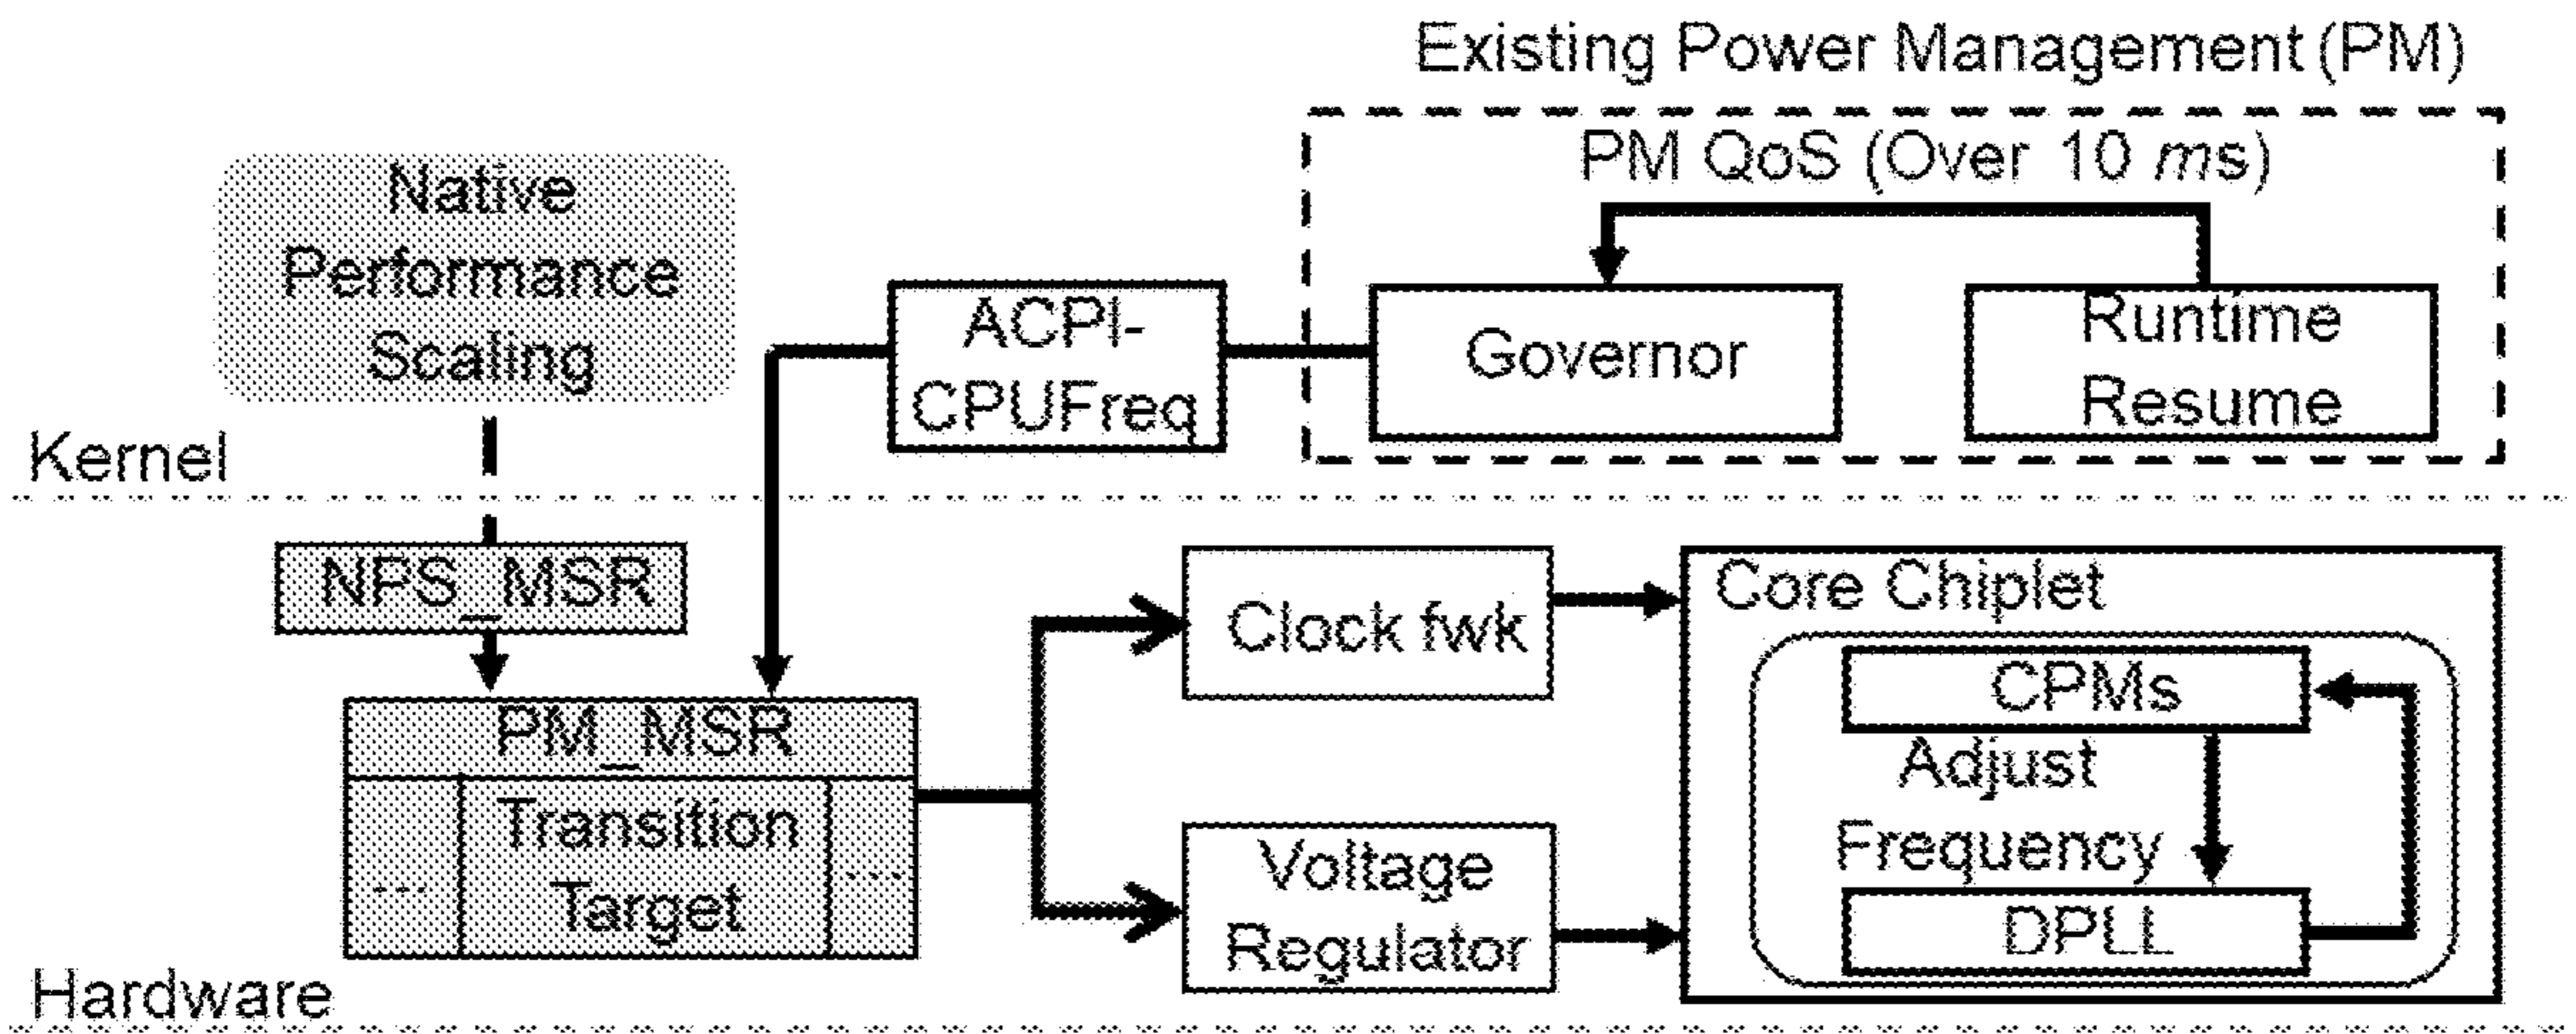 Existing Power Management (PM)
PM QoS (Over 10 ms)
Native
Performance
Scaling
ACPI-
CPUFreq
Governor
Runtime
Resume
Kernel
NPS_MSR
PM_MSR
...
Transition
Target
...
Clock fwk
Voltage
Regulator
Core Chiplet
CPMs
Adjust
Frequency
DPLL
Hardware